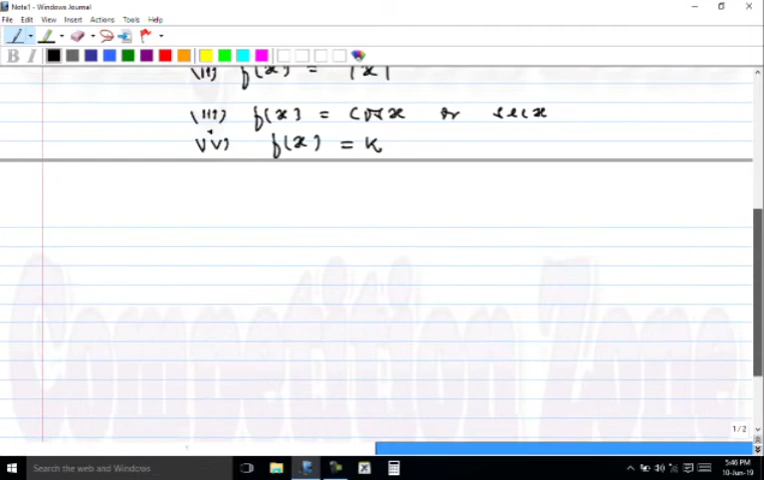 Note1 - Windows Journal
File Edit View Insert Actions Tools Help
B I
(ii) f(x) = |x|
(iii) f(x) = cosx or secx
(iv) f(x) = K
Competition Zone
1/2
Search the web and Windows
5:46 PM
10-Jun-19